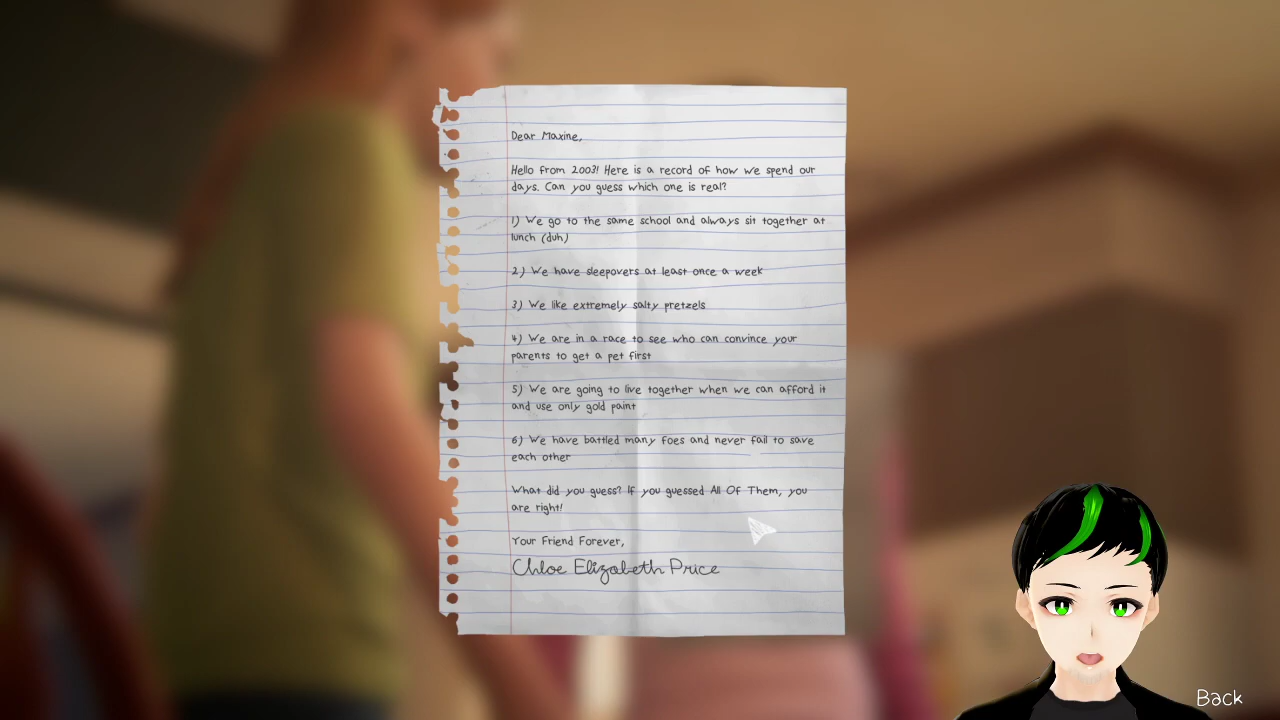 Dear Maxine,
Hello from 2003! Here is a record of how we spend our
days. Can you guess which one is real?
1) We go to the same school and always sit together at
lunch (duh)
2) We have sleepovers at least once a week
3) We like extremely salty pretzels
4) We are in a race to see who can convince your
parents to get a pet first
5) We are going to live together when we can afford it
and use only gold paint
6) We have battled many foes and never fail to save
each other
What did you guess? If you guessed All Of Them, you
are right!
Your Friend Forever,
Chloe Elizabeth Price
Back